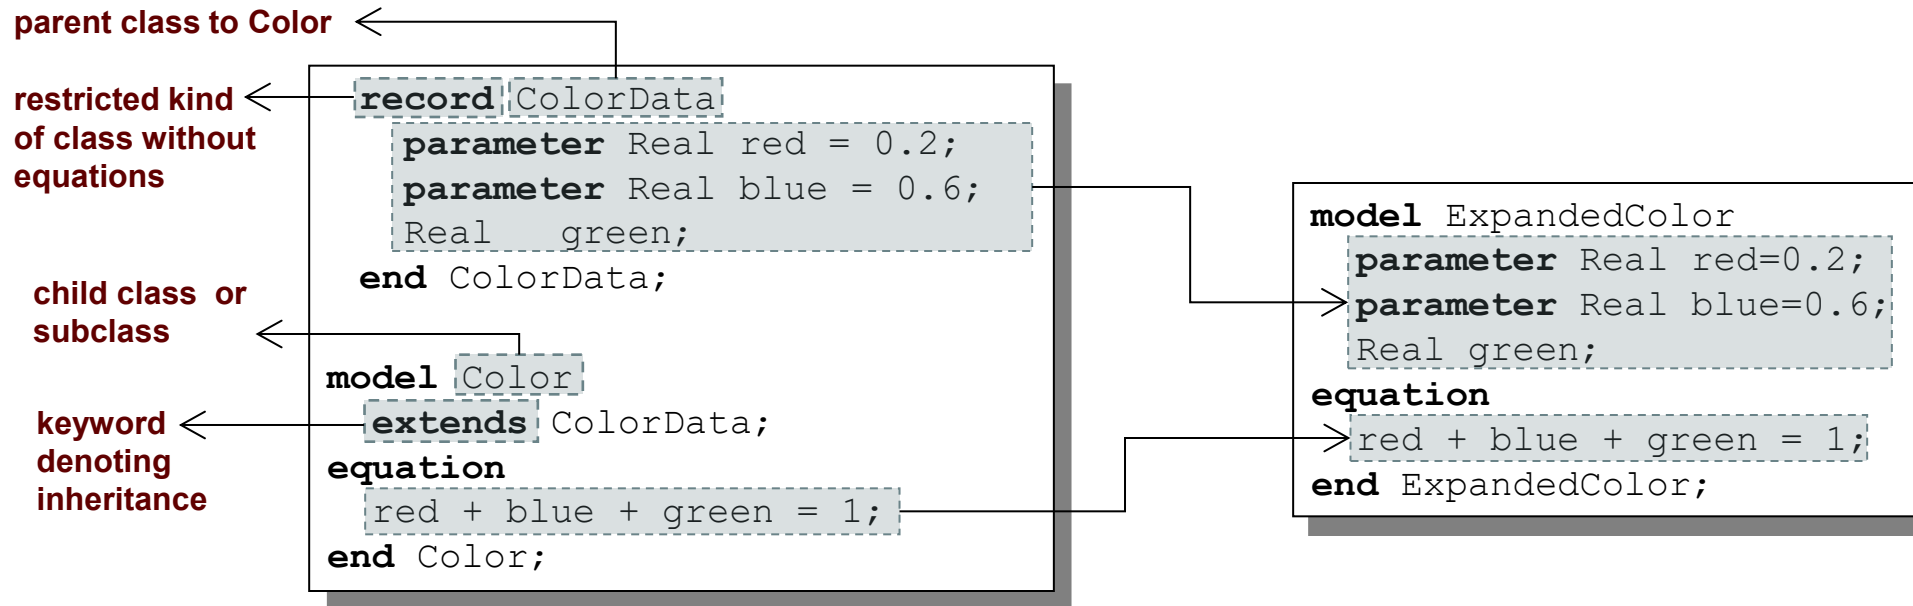 parent class to Color
restricted kind
of class without
equations
child class or
subclass
keyword
denoting
inheritance
record ColorData
parameter Real red = 0.2;
parameter Real blue = 0.6;
Real green;
end ColorData;
model Color
extends ColorData;
equation
red + blue + green = 1;
end Color;
model ExpandedColor
parameter Real red=0.2;
parameter Real blue=0.6;
Real green;
equation
red + blue + green = 1;
end ExpandedColor;